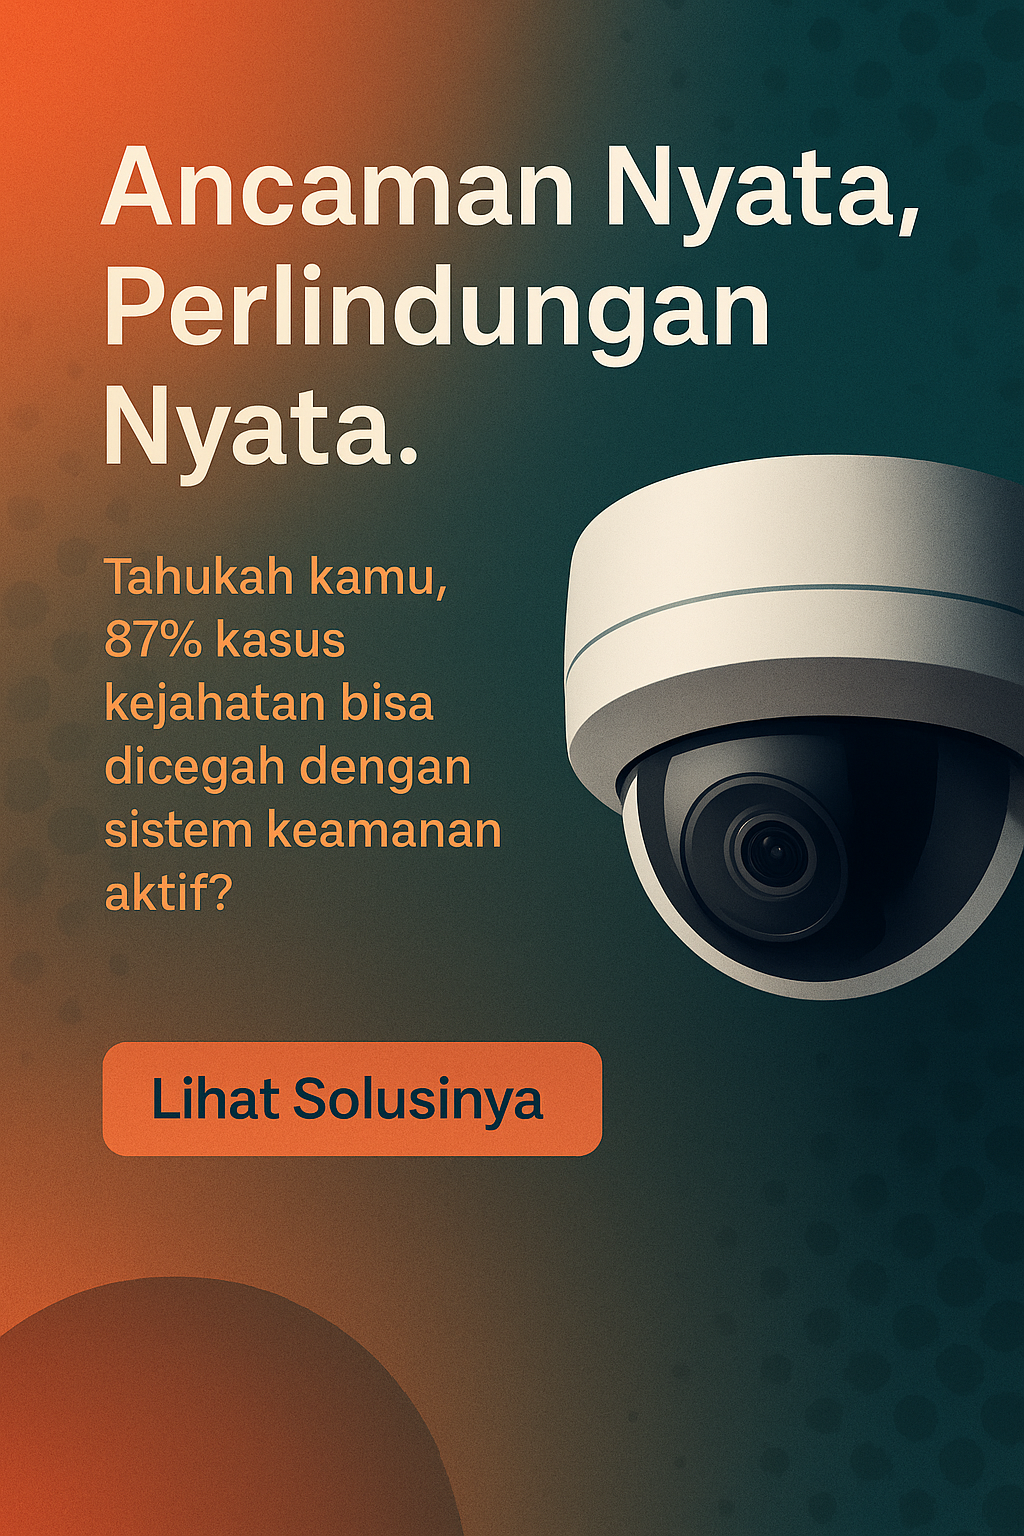 Ancaman Nyata,
Perlindungan
Nyata.
Tahukah kamu,
87% kasus
kejahatan bisa
dicegah dengan
sistem keamanan
aktif?
Lihat Solusinya